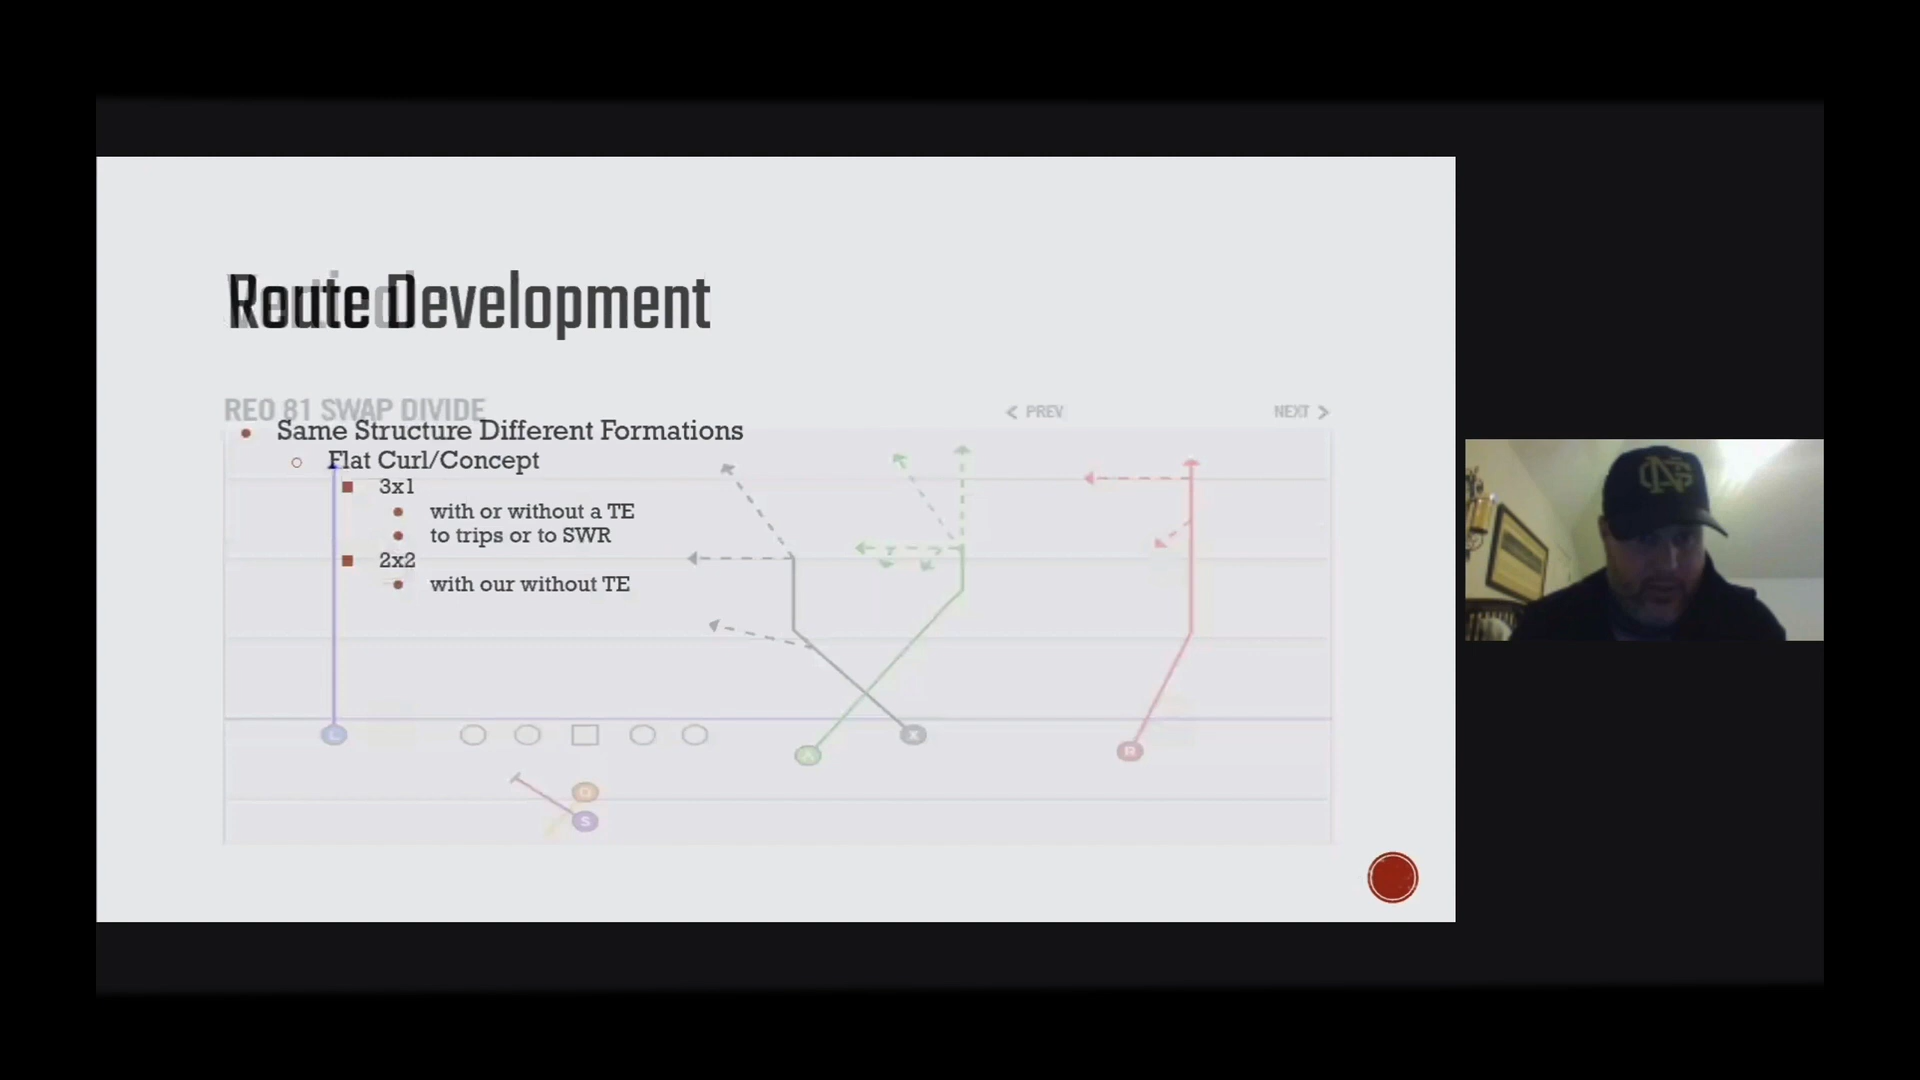 Route Development
REO 81 SWAP DIVIDE
PREV
NEXT
Same Structure Different Formations
Flat Curl/Concept
3x1
with or without a TE
to trips or to SWR
2x2
with our without TE
L
A
X
R
Q
S